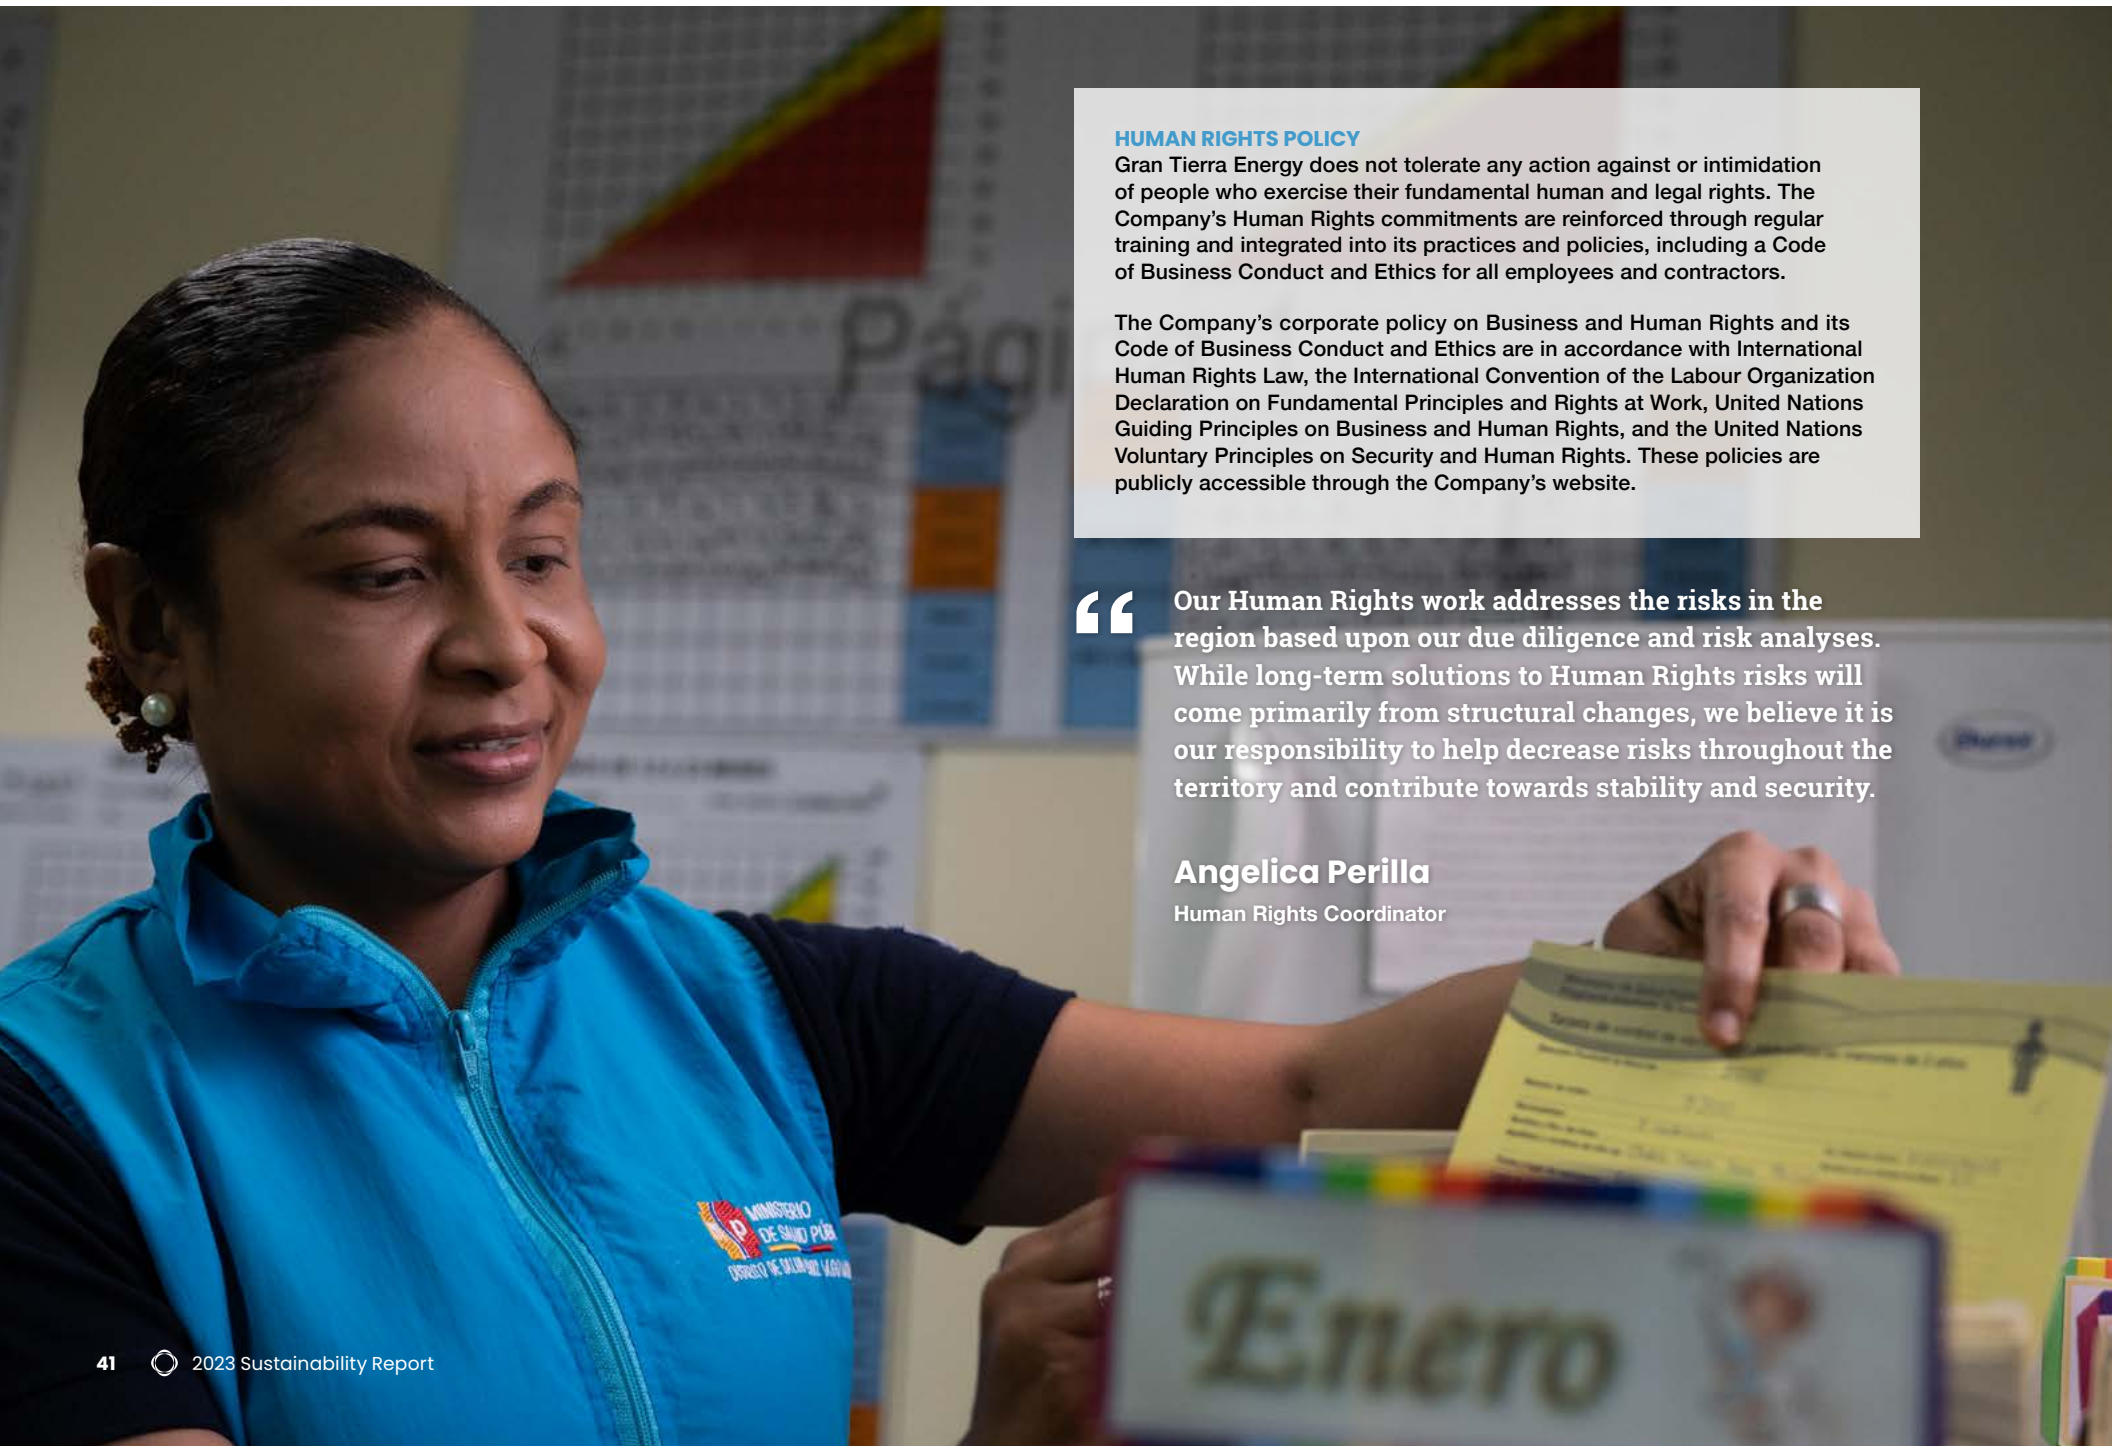 HUMAN RIGHTS POLICY
Gran Tierra Energy does not tolerate any action against or intimidation
of people who exercise their fundamental human and legal rights. The
Company’s Human Rights commitments are reinforced through regular
training and integrated into its practices and policies, including a Code
of Business Conduct and Ethics for all employees and contractors.
The Company’s corporate policy on Business and Human Rights and its
Code of Business Conduct and Ethics are in accordance with International
Human Rights Law, the International Convention of the Labour Organization
Declaration on Fundamental Principles and Rights at Work, United Nations
Guiding Principles on Business and Human Rights, and the United Nations
Voluntary Principles on Security and Human Rights. These policies are
publicly accessible through the Company’s website.
“
Our Human Rights work addresses the risks in the
region based upon our due diligence and risk analyses.
While long-term solutions to Human Rights risks will
come primarily from structural changes, we believe it is
our responsibility to help decrease risks throughout the
territory and contribute towards stability and security.
Angelica Perilla
Human Rights Coordinator
MINISTERIO
DE SALUD
DISTRITO DE SALUD
Enero
41 2023 Sustainability Report